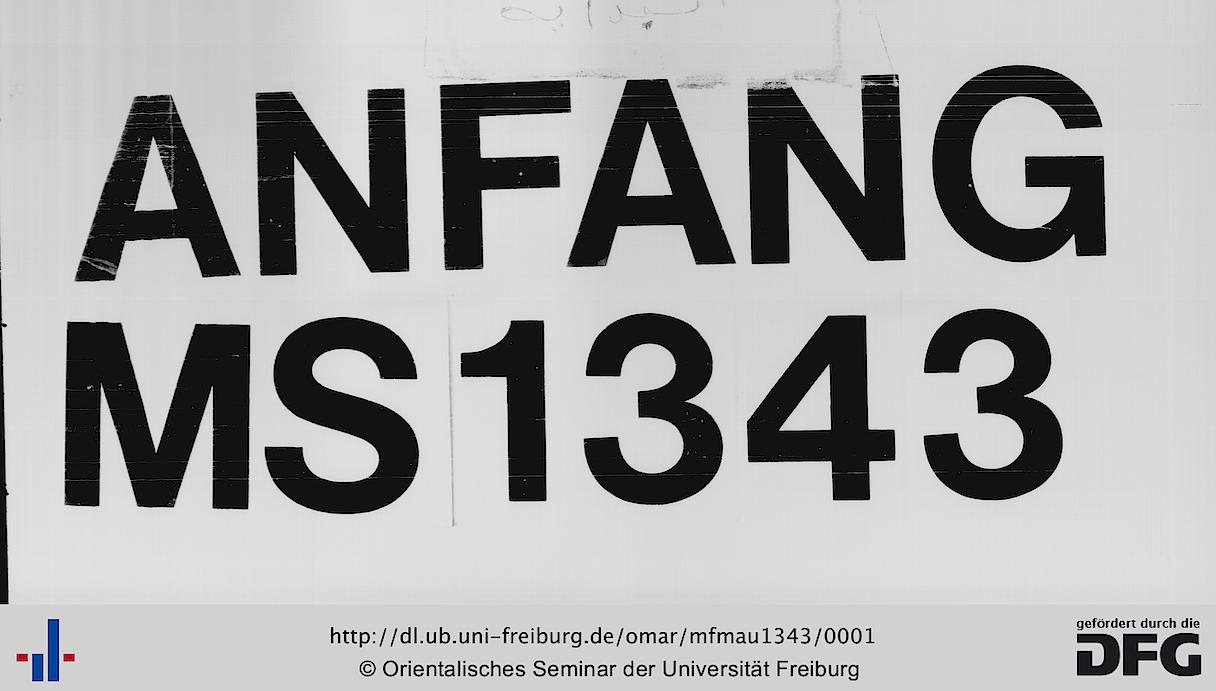 ANFANG
MS1343
http://dl.ub.uni-freiburg.de/omar/mfmau1343/0001
© Orientalisches Seminar der Universität Freiburg
gefördert durch die
DFG